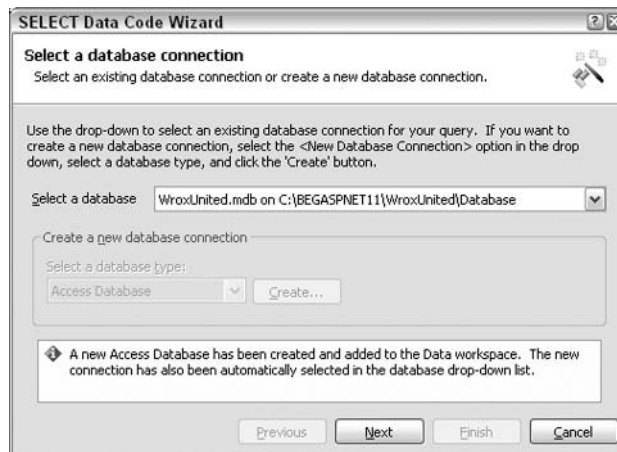 SELECT Data Code Wizard
Select a database connection
Select an existing database connection or create a new database connection.
Use the drop-down to select an existing database connection for your query. If you want
to create a new database connection, select the <New Database Connection> option in the drop
down, select a database type, and click the 'Create' button.
Select a database WroxUnited.mdb on C:\BEGASPNET11\WroxUnited\Database
Create a new database connection
Select a database type:
Access Database Create...
A new Access Database has been created and added to the Data workspace. The new
connection has also been automatically selected in the database drop-down list.
Previous Next Finish Cancel